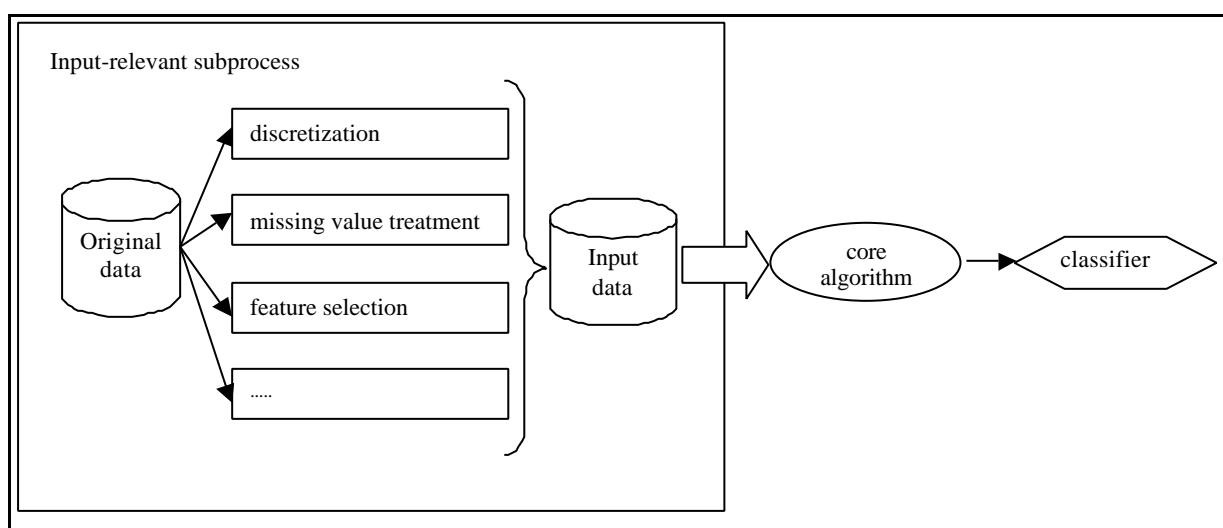 Input-relevant subprocess
discretization
missing value treatment
feature selection
.....
Original
data
Input
data
core
algorithm
classifier